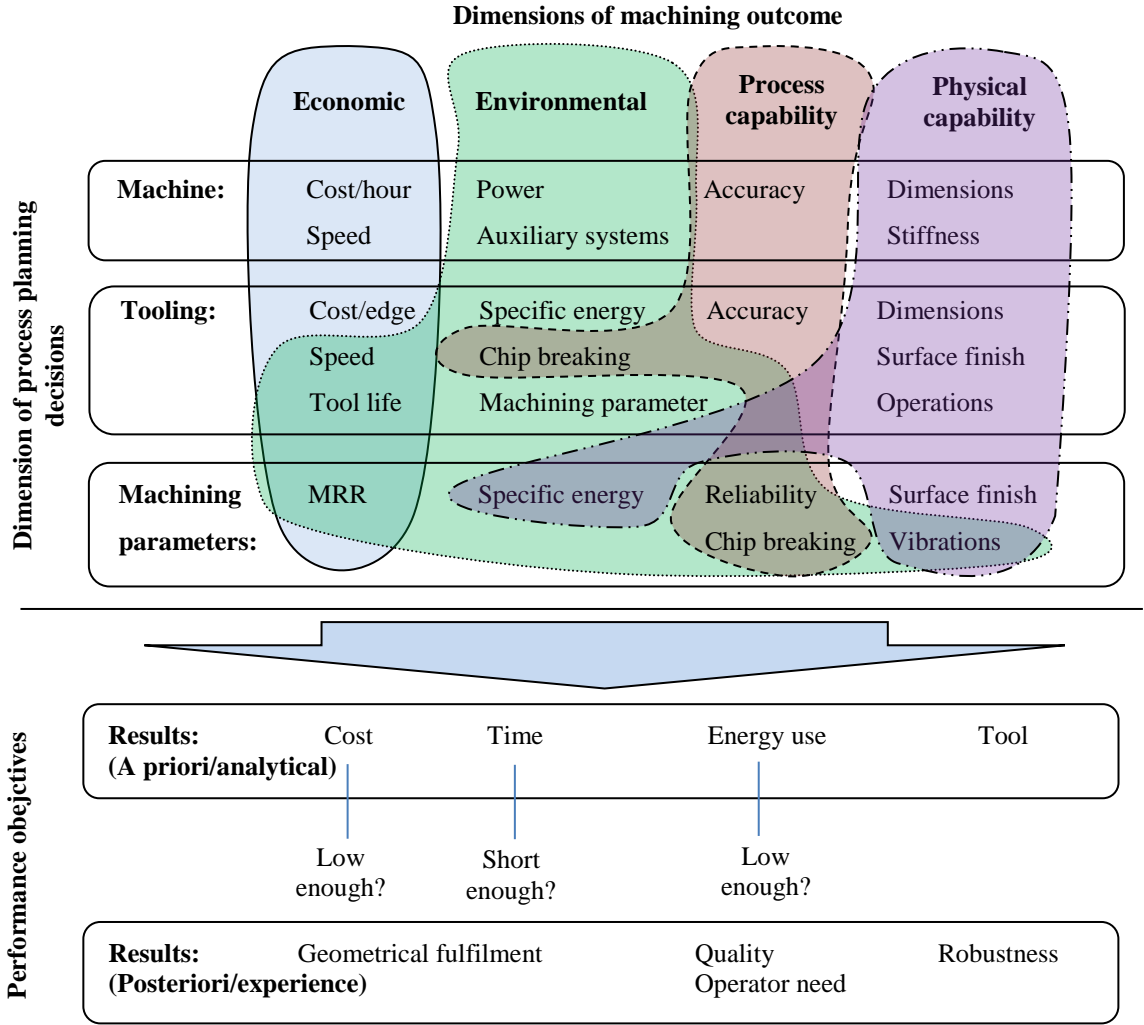 Dimensions of machining outcome
Economic
Environmental
Process
capability
Physical
capability
Dimension of process planning
decisions
Machine:
Cost/hour
Power
Accuracy
Dimensions
Speed
Auxiliary systems
Stiffness
Tooling:
Cost/edge
Specific energy
Accuracy
Dimensions
Speed
Chip breaking
Surface finish
Tool life
Machining parameter
Operations
Machining
parameters:
MRR
Specific energy
Reliability
Surface finish
Chip breaking
Vibrations
Performance obejctives
Results:
(A priori/analytical)
Cost
Time
Energy use
Tool
Low
enough?
Short
enough?
Low
enough?
Results:
(Posteriori/experience)
Geometrical fulfilment
Quality
Operator need
Robustness